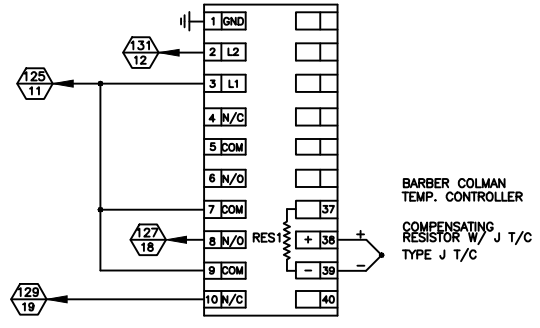 1 GND
131
12
2 L2
125
11
3 L1
4 N/C
5 COM
6 N/O
7 COM
37
BARBER COLMAN
TEMP. CONTROLLER
127
18
8 N/O
RES1
+ 38
+
COMPENSATING
RESISTOR W/ J T/C
TYPE J T/C
9 COM
- 39
-
129
19
10 N/C
40